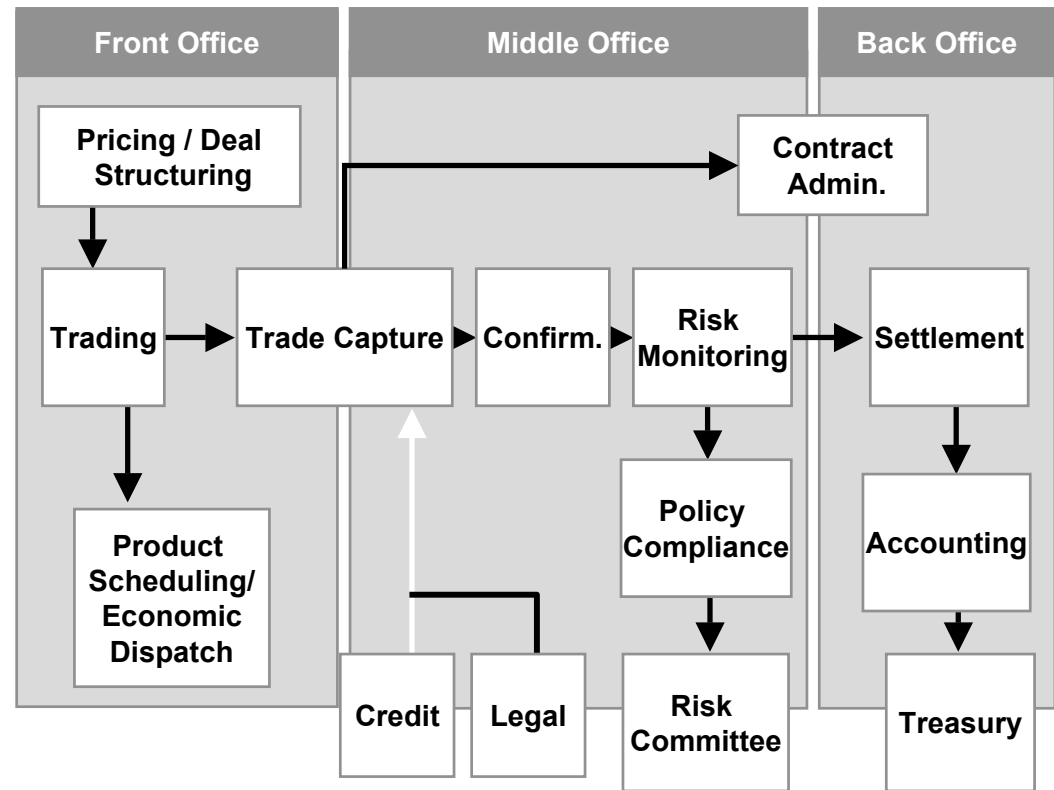 Front Office
Middle Office
Back Office
Pricing / Deal
Structuring
Contract
Admin.
Trading
Trade Capture
Confirm.
Risk
Monitoring
Settlement
Product
Scheduling/
Economic
Dispatch
Policy
Compliance
Accounting
Credit
Legal
Risk
Committee
Treasury